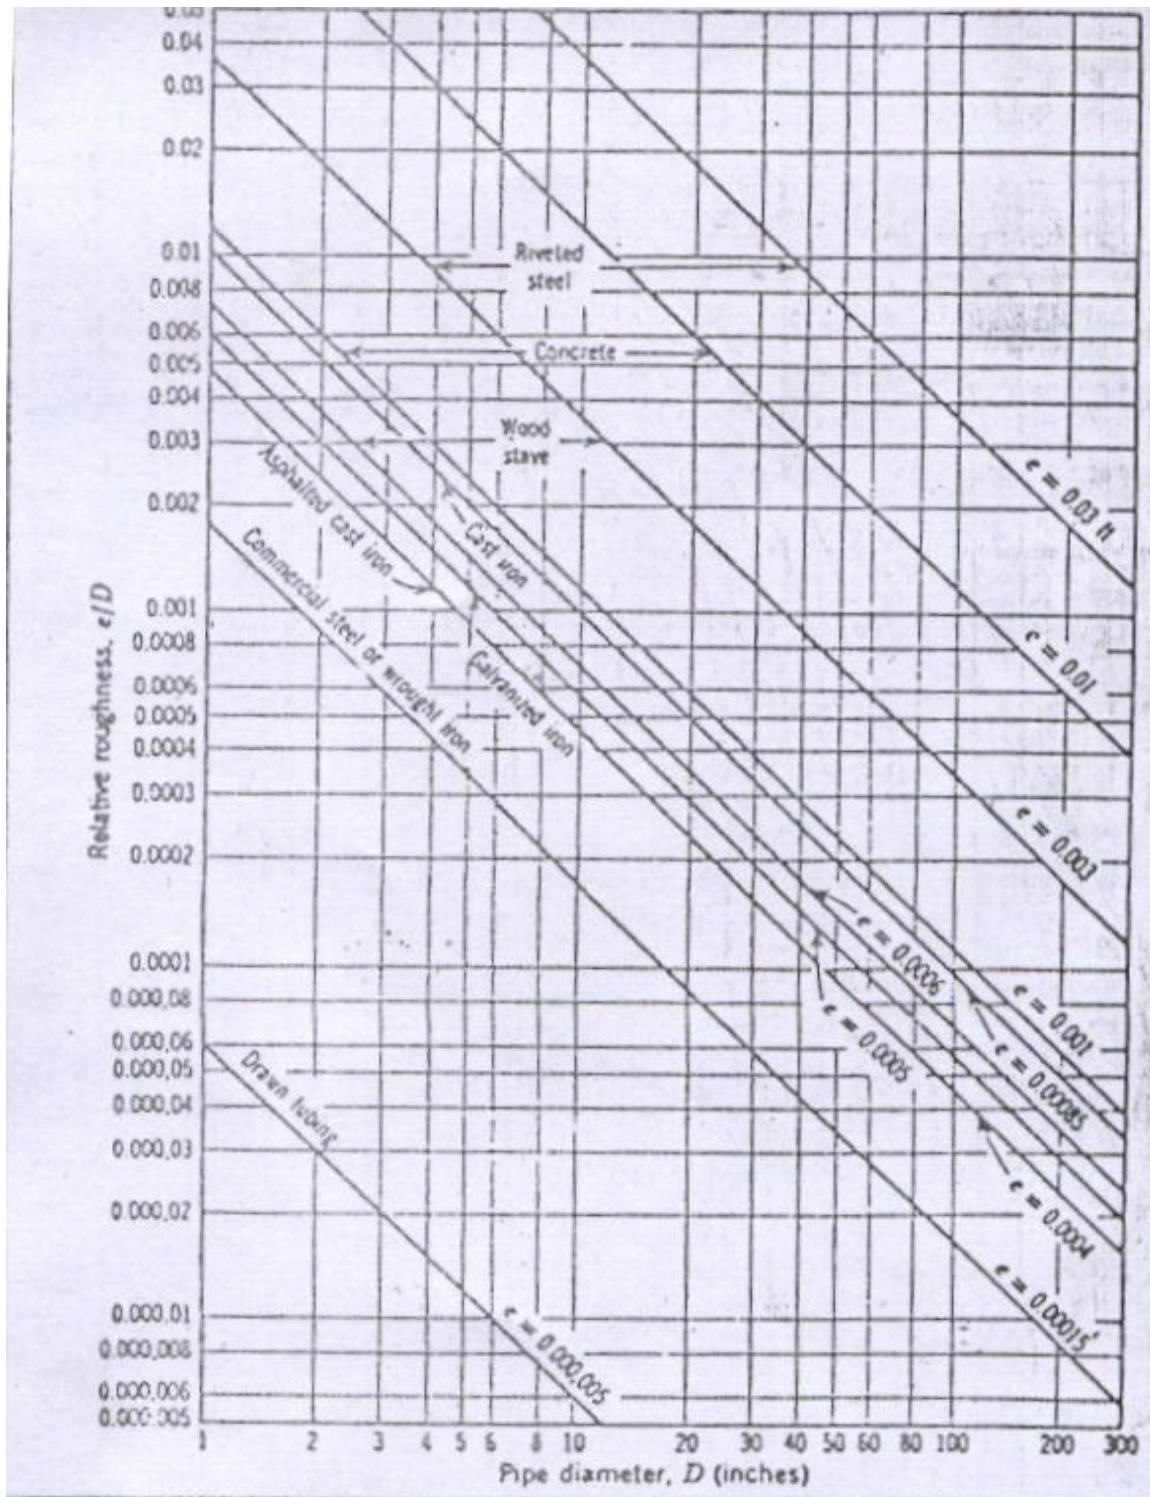 0.05
0.04
0.03
0.02
0.01
0.008
0.006
0.005
0.004
0.003
0.002
0.001
0.0008
0.0006
0.0005
0.0004
0.0003
0.0002
0.0001
0.000,08
0.000,06
0.000,05
0.000,04
0.000,03
0.000,02
0.000,01
0.000,008
0.000,006
0.000,005
Relative roughness, e/D
Riveted
steel
Concrete
Wood
stave
Asphalted cast iron
Cast iron
Commercial steel or wrought iron
Galvanized iron
Drawn tubing
e = 0.03 ft
e = 0.01
e = 0.003
e = 0.0006
e = 0.001
e = 0.0005
e = 0.00085
e = 0.0004
e = 0.00015'
e = 0.000,005
1 2 3 4 5 6 8 10 20 30 40 50 60 80 100 200 300
Pipe diameter, D (inches)